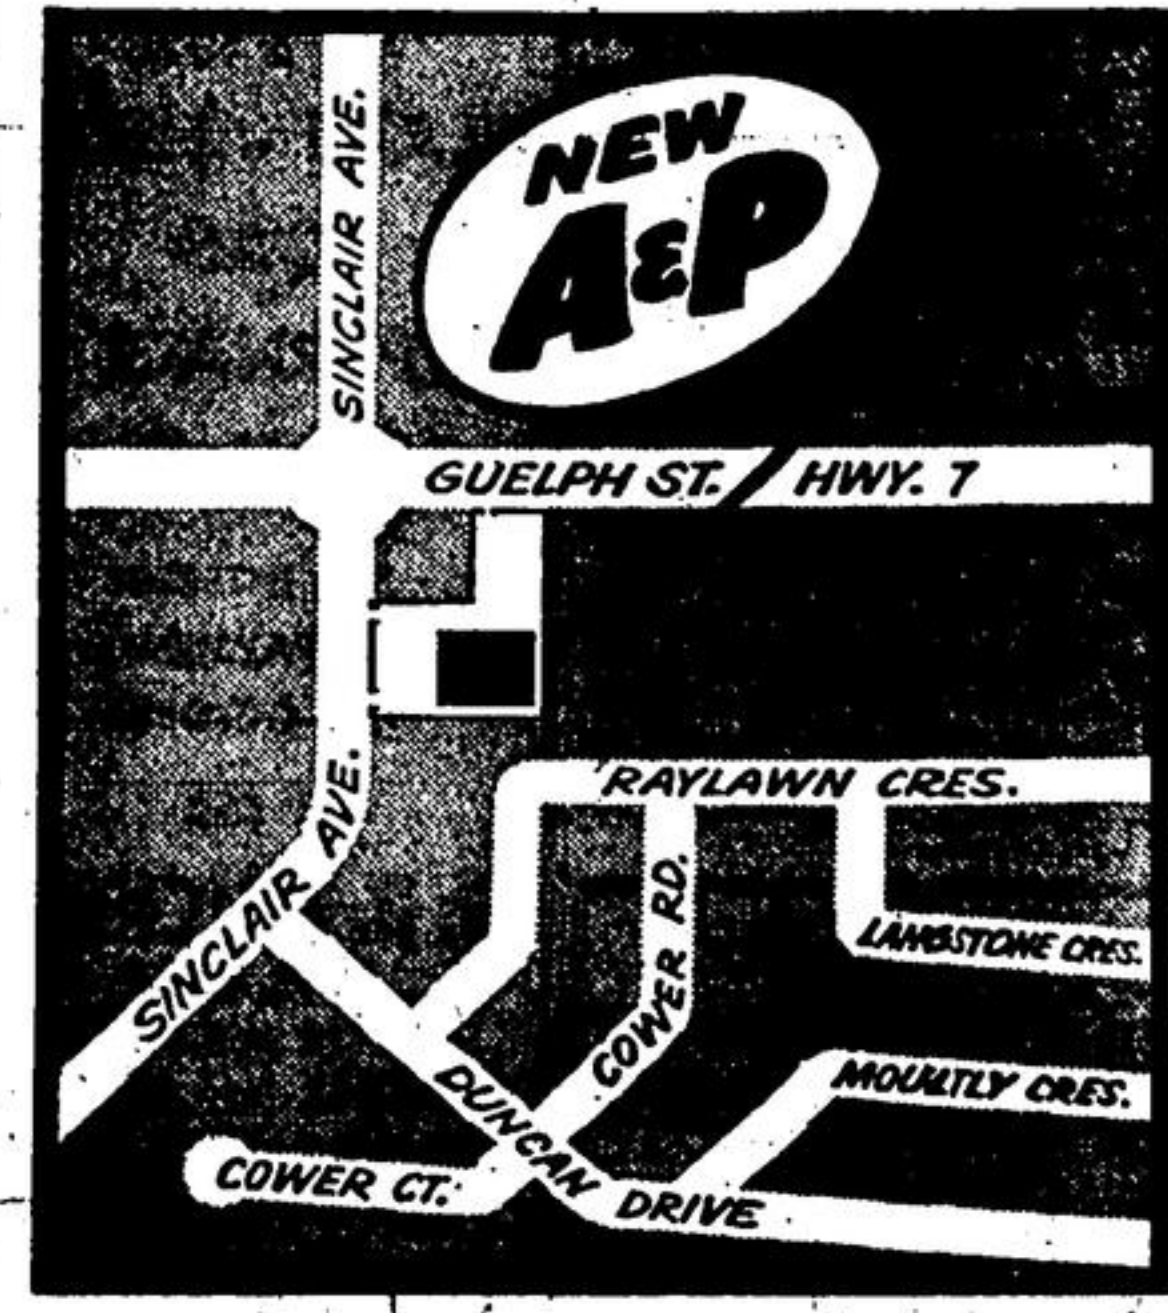 SINCLAIR AVE.
NEW
A&P
GUELPH ST. / HWY. 7
SINCLAIR AVE.
RAYLAWN CRES.
COWER RD.
LANGSTONE CRES.
DUNCAN DRIVE
MOULTLY CRES.
COWER CT.